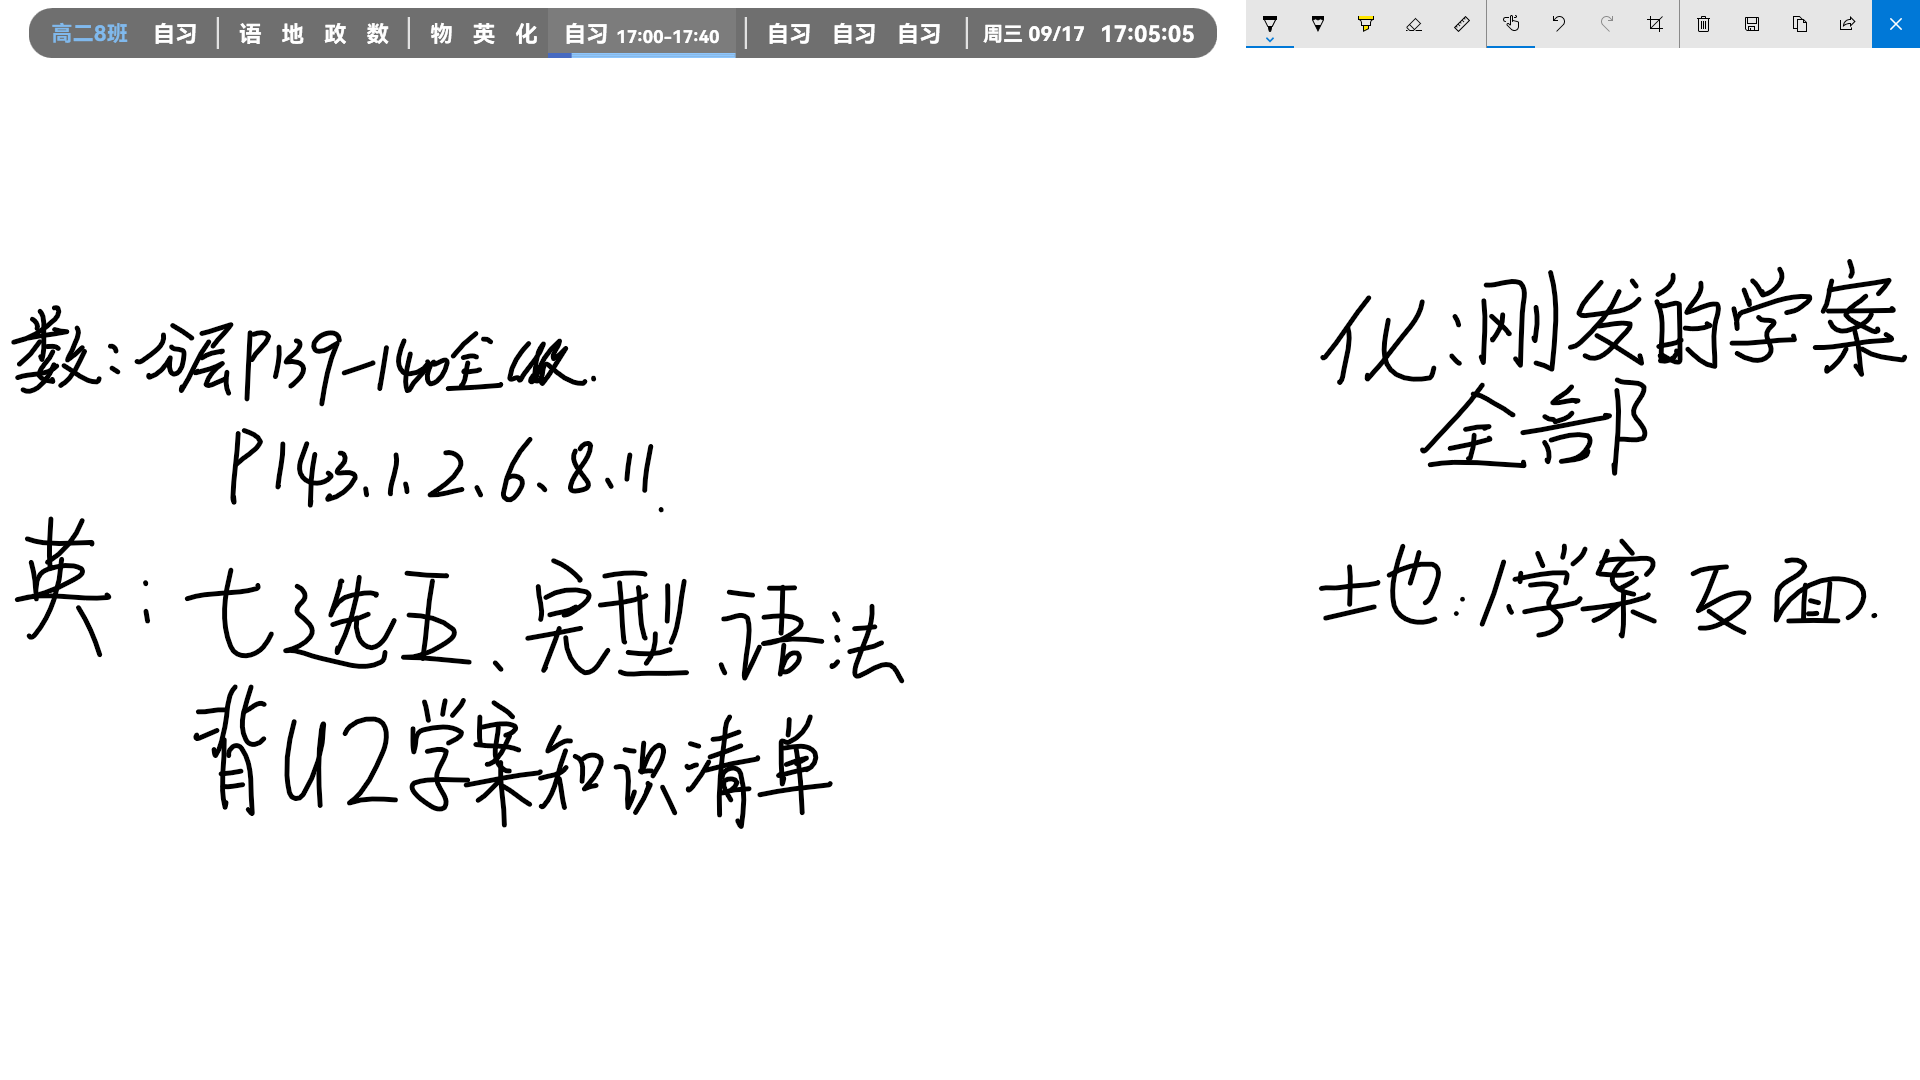 高二8班 自习 | 语 地 政 数 | 物 英 化 自习 17:00-17:40 | 自习 自习 自习 | 周三 09/17 17:05:05
数:分层P139-140全做.
P143.1、2、6、8、11.
英:七选五、完型、语法
背U2学案知识清单
化:刚发的学案
全部
地:1.学案反面.